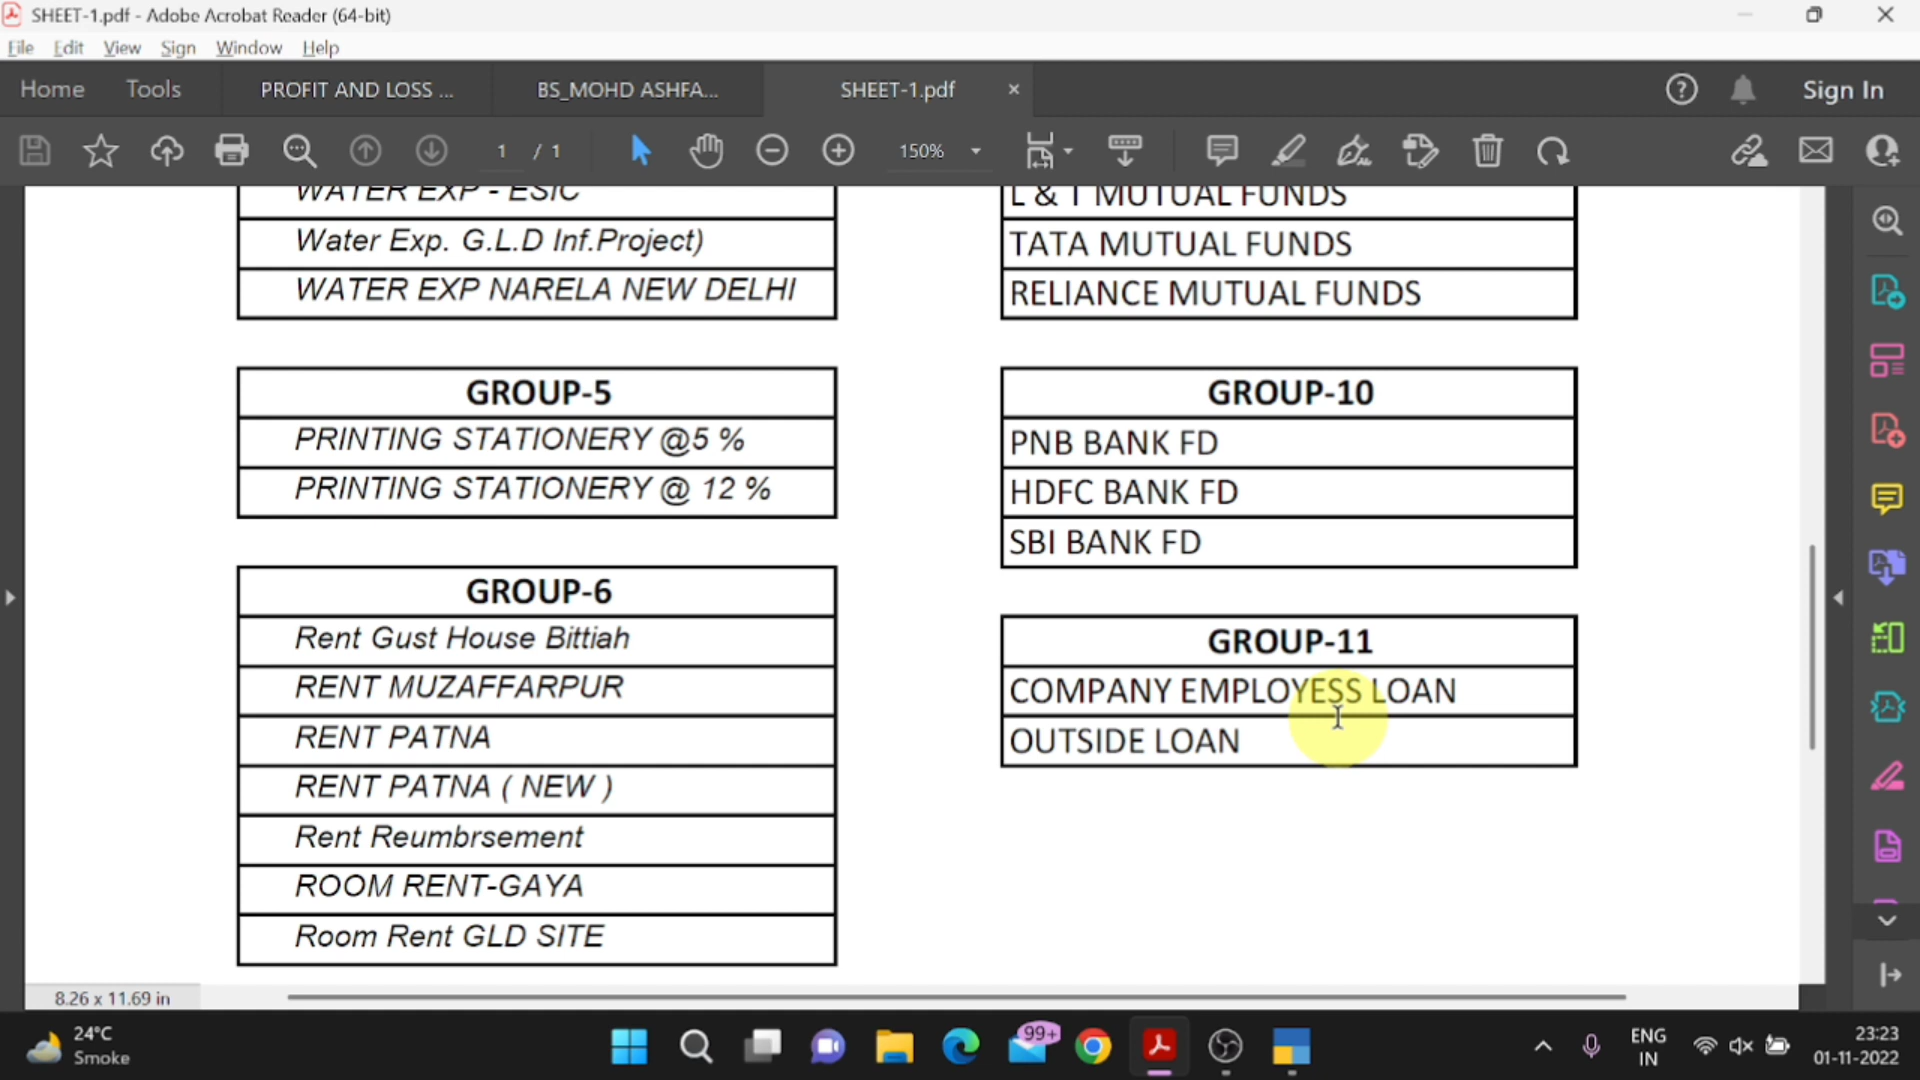 SHEET-1.pdf - Adobe Acrobat Reader (64-bit)
File Edit View Sign Window Help
Home Tools PROFIT AND LOSS ... BS_MOHD ASHFA... SHEET-1.pdf × Sign In
1 / 1 150%
WATER EXP - ESIC
Water Exp. G.L.D Inf.Project)
WATER EXP NARELA NEW DELHI
GROUP-5
PRINTING STATIONERY @5 %
PRINTING STATIONERY @ 12 %
GROUP-6
Rent Gust House Bittiah
RENT MUZAFFARPUR
RENT PATNA
RENT PATNA ( NEW )
Rent Reumbrsement
ROOM RENT-GAYA
Room Rent GLD SITE
L & T MUTUAL FUNDS
TATA MUTUAL FUNDS
RELIANCE MUTUAL FUNDS
GROUP-10
PNB BANK FD
HDFC BANK FD
SBI BANK FD
GROUP-11
COMPANY EMPLOYESS LOAN
OUTSIDE LOAN
8.26 x 11.69 in
24°C
Smoke
99+
ENG
IN
23:23
01-11-2022